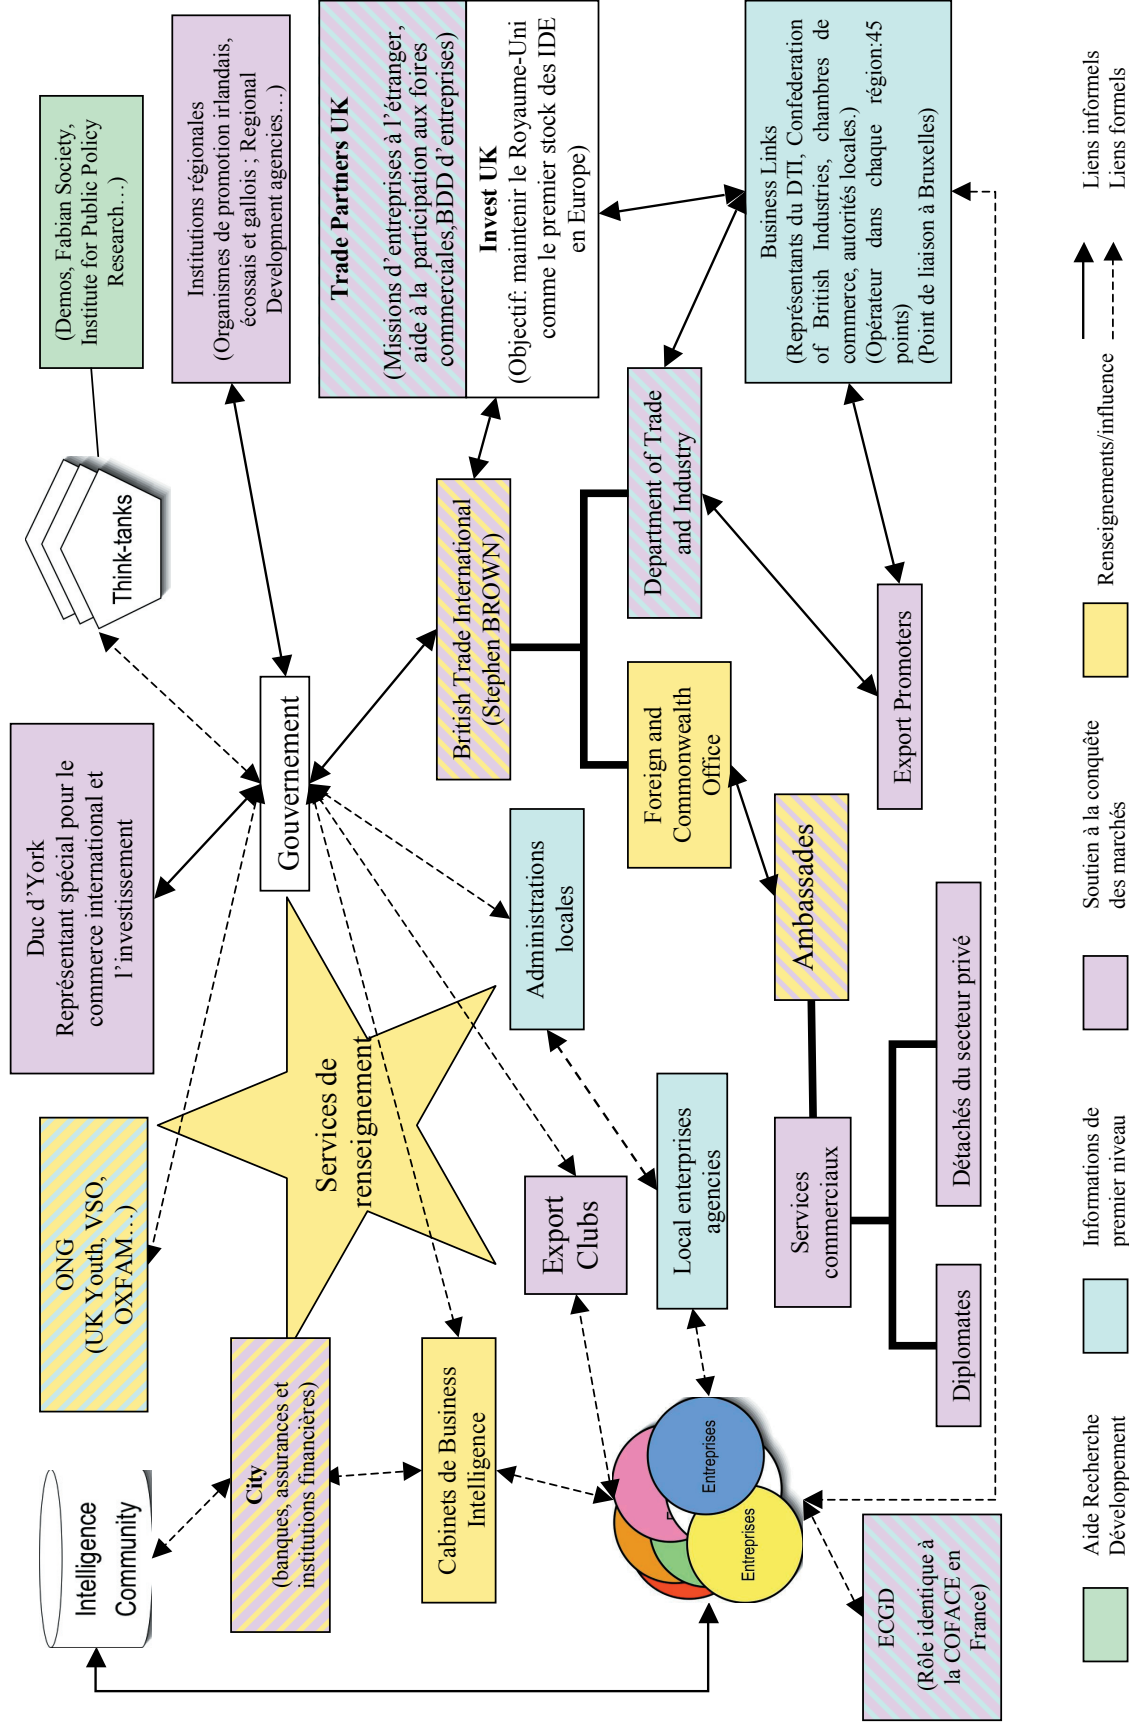 Intelligence
Community
ONG
(UK Youth, VSO,
OXFAM…)
Duc d’York
Représentant spécial pour le
commerce international et
l’investissement
Think-tanks
(Demos, Fabian Society,
Institute for Public Policy
Research…)
Institutions régionales
(Organismes de promotion irlandais,
écossais et gallois ; Regional
Development agencies…)
City
(banques, assurances et
institutions financières)
Services de
renseignement
Gouvernement
Trade Partners UK
(Missions d’entreprises à l’étranger,
aide à la participation aux foires
commerciales,BDD d’entreprises)
Invest UK
(Objectif: maintenir le Royaume-Uni
comme le premier stock des IDE
en Europe)
Cabinets de Business
Intelligence
British Trade International
(Stephen BROWN)
Export
Clubs
Administrations
locales
Local enterprises
agencies
Foreign and
Commonwealth
Office
Department of Trade
and Industry
Entreprises
Entreprises
Services
commerciaux
Ambassades
Business Links
(Représentants du DTI, Confederation
of British Industries, chambres de
commerce, autorités locales.)
(Opérateur dans chaque région:45
points)
(Point de liaison à Bruxelles)
ECGD
(Rôle identique à
la COFACE en
France)
Export Promoters
Diplomates
Détachés du secteur privé
Aide Recherche
Développement
Informations de
premier niveau
Soutien à la conquête
des marchés
Renseignements/influence
Liens informels
Liens formels